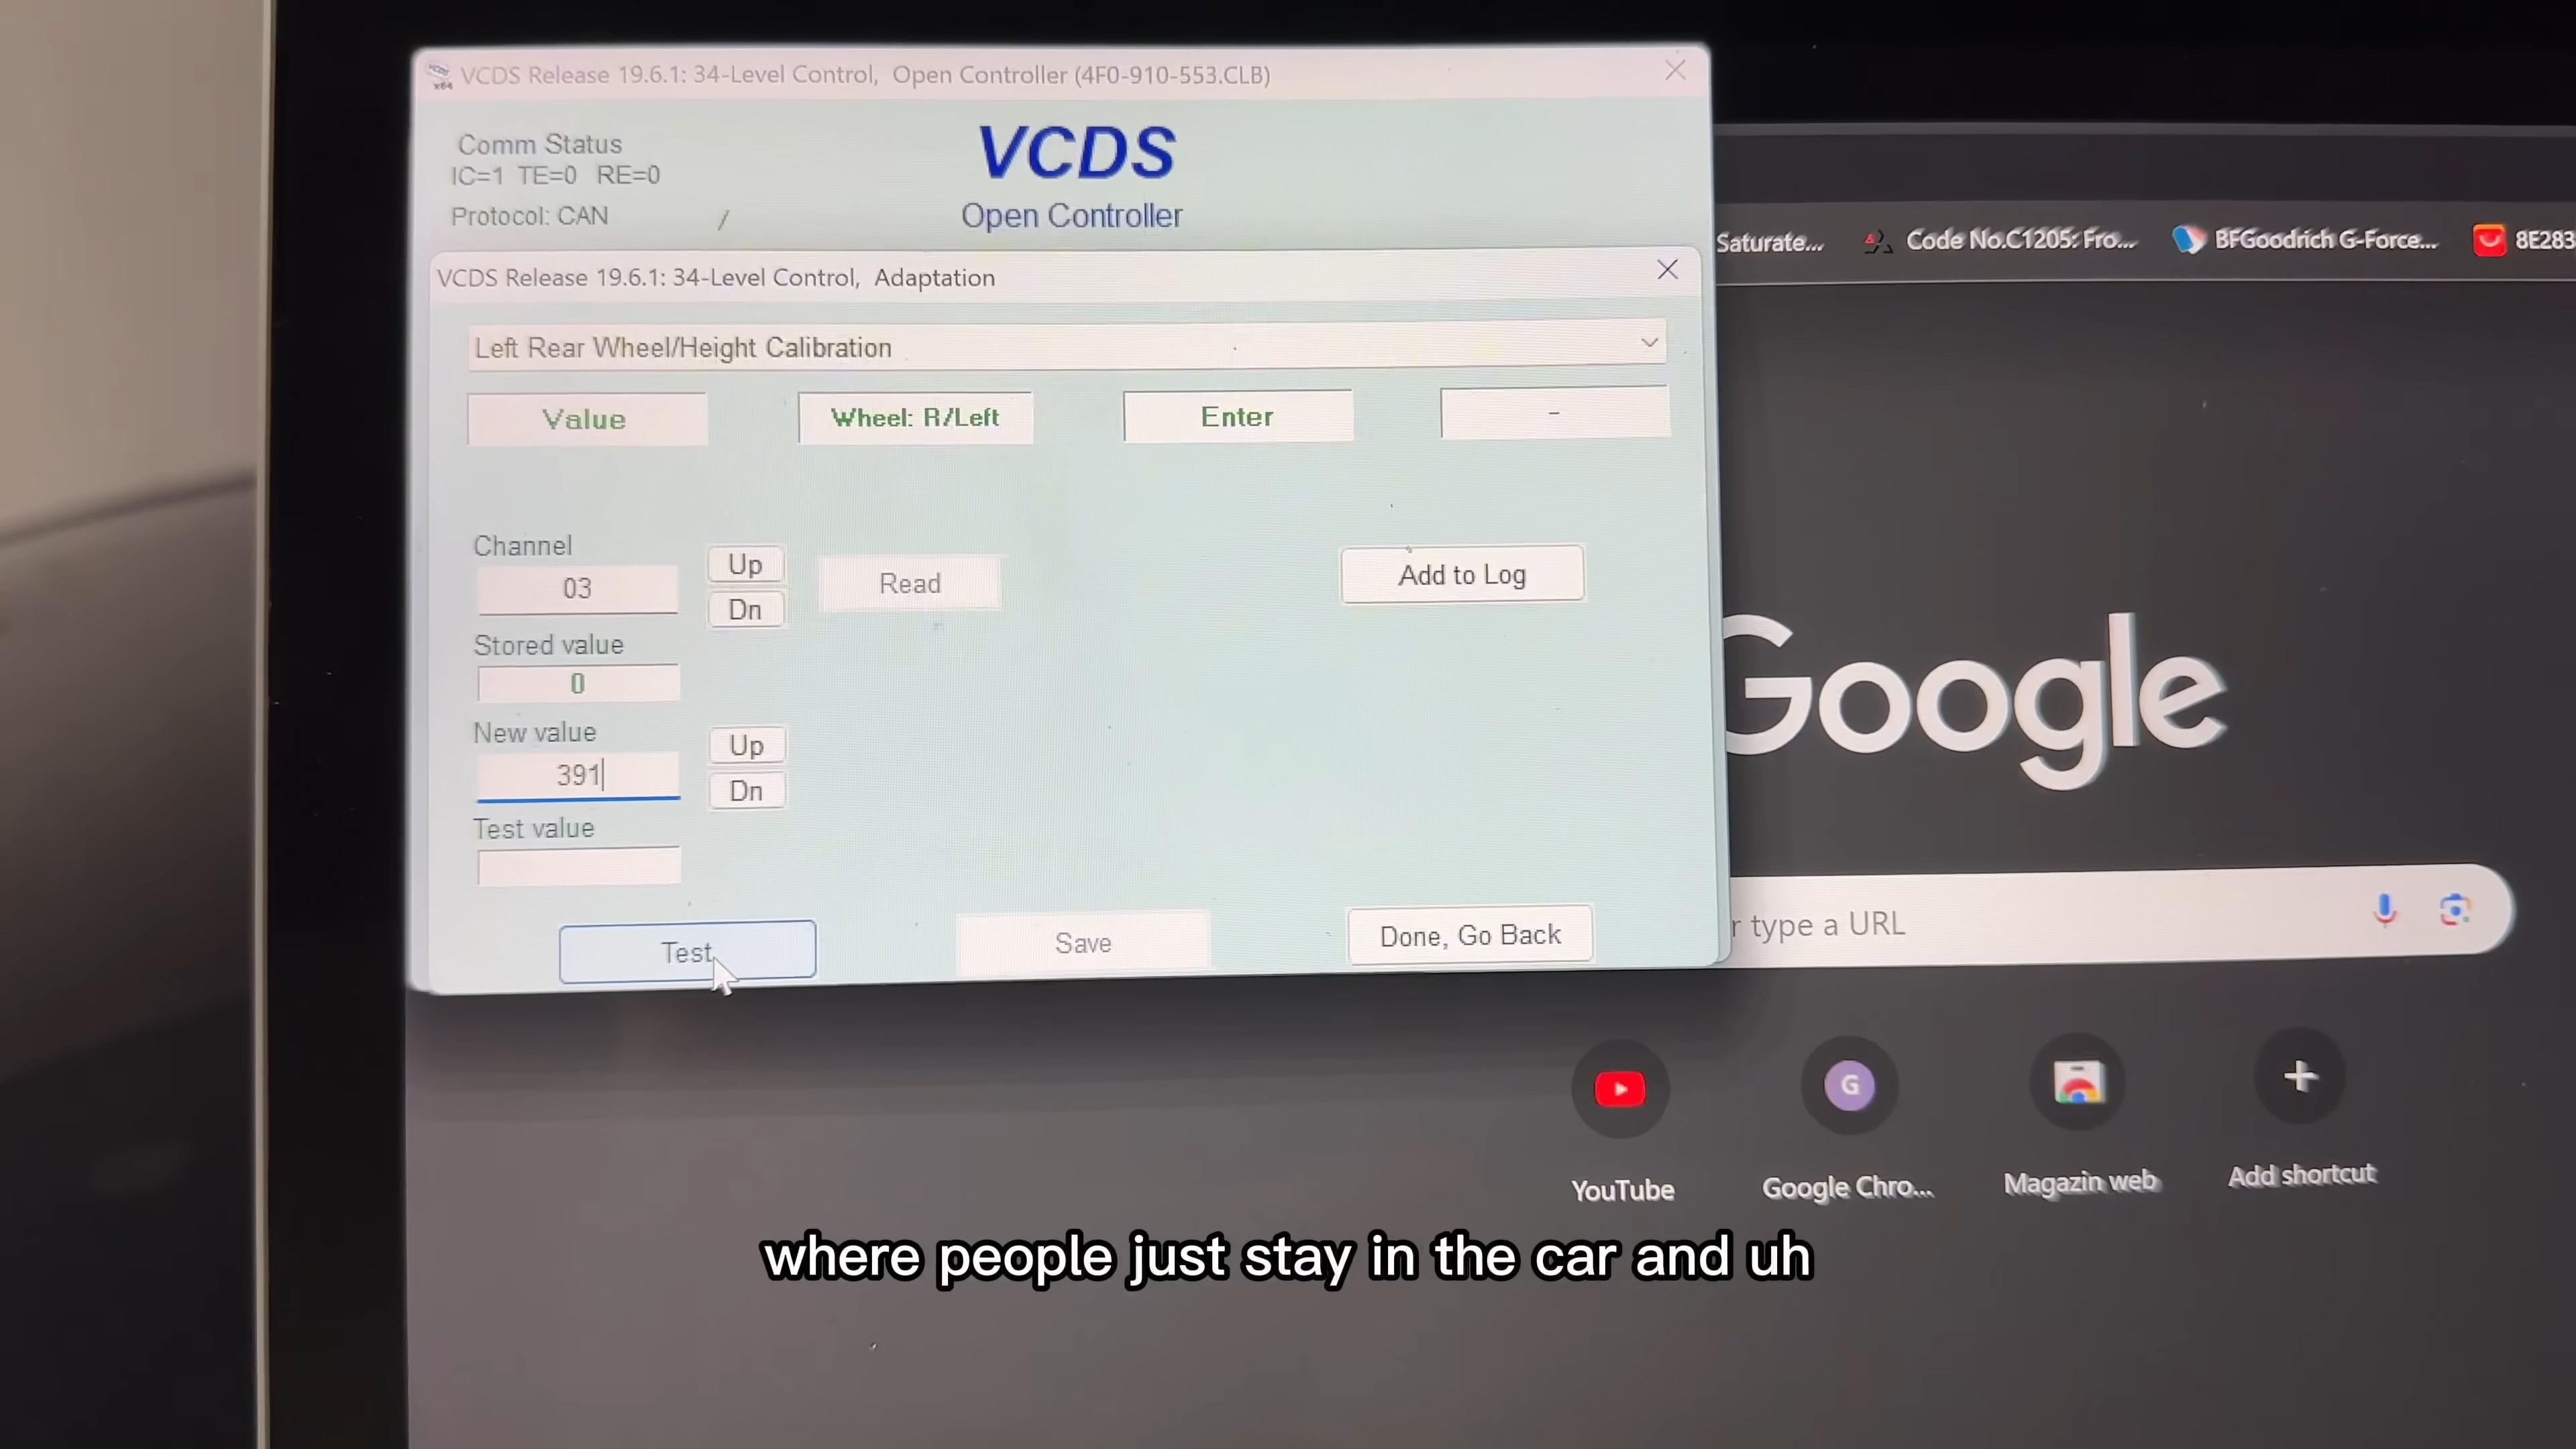 VCDS Release 19.6.1: 34-Level Control, Open Controller (4F0-910-553.CLB)
Comm Status
IC=1 TE=0 RE=0
Protocol: CAN /
VCDS
Open Controller
Saturate...
Code No.C1205: Fro...
BFGoodrich G-Force...
8E283
VCDS Release 19.6.1: 34-Level Control, Adaptation
Left Rear Wheel/Height Calibration
Value
Wheel: R/Left
Enter
-
Channel
03
Up
Dn
Read
Add to Log
Stored value
0
New value
391
Up
Dn
Test value
Test
Save
Done, Go Back
Google
r type a URL
YouTube
G
Google Chro...
Magazin web
Add shortcut
where people just stay in the car and uh